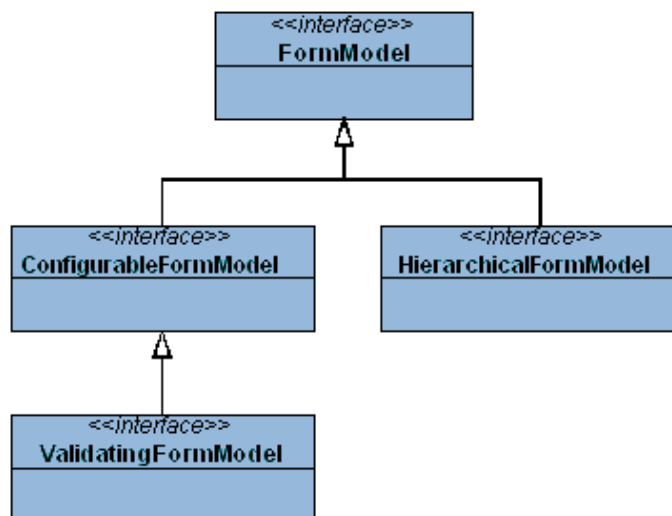 <<interface>>
FormModel
<<interface>>
ConfigurableFormModel
<<interface>>
HierarchicalFormModel
<<interface>>
ValidatingFormModel